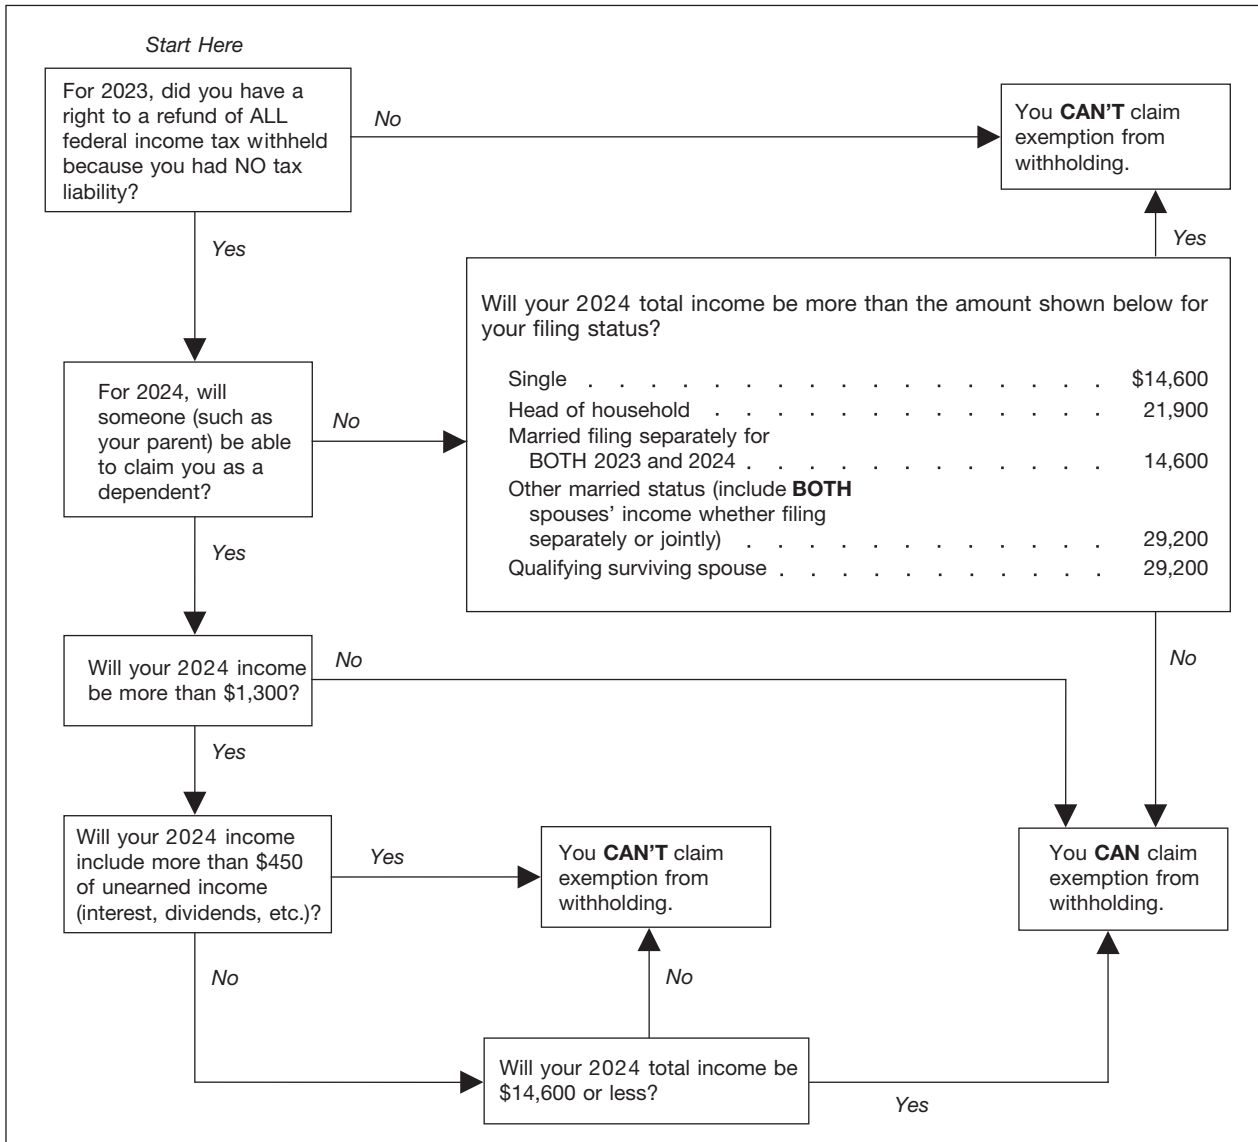 Start Here
For 2023, did you have a
right to a refund of ALL
federal income tax withheld
because you had NO tax
liability?
No
You CAN'T claim
exemption from
withholding.
Yes
Yes
Will your 2024 total income be more than the amount shown below for
your filing status?
Single . . . . . . . . . . . . . . . . . $14,600
Head of household . . . . . . . . . . . . . 21,900
Married filing separately for
BOTH 2023 and 2024 . . . . . . . . . . . . 14,600
Other married status (include BOTH
spouses' income whether filing
separately or jointly) . . . . . . . . . . . . 29,200
Qualifying surviving spouse . . . . . . . . . . . 29,200
For 2024, will
someone (such as
your parent) be able
to claim you as a
dependent?
No
Yes
No
Will your 2024 income
be more than $1,300?
No
Yes
Will your 2024 income
include more than $450
of unearned income
(interest, dividends, etc.)?
Yes
You CAN'T claim
exemption from
withholding.
You CAN claim
exemption from
withholding.
No
No
Will your 2024 total income be
$14,600 or less?
Yes